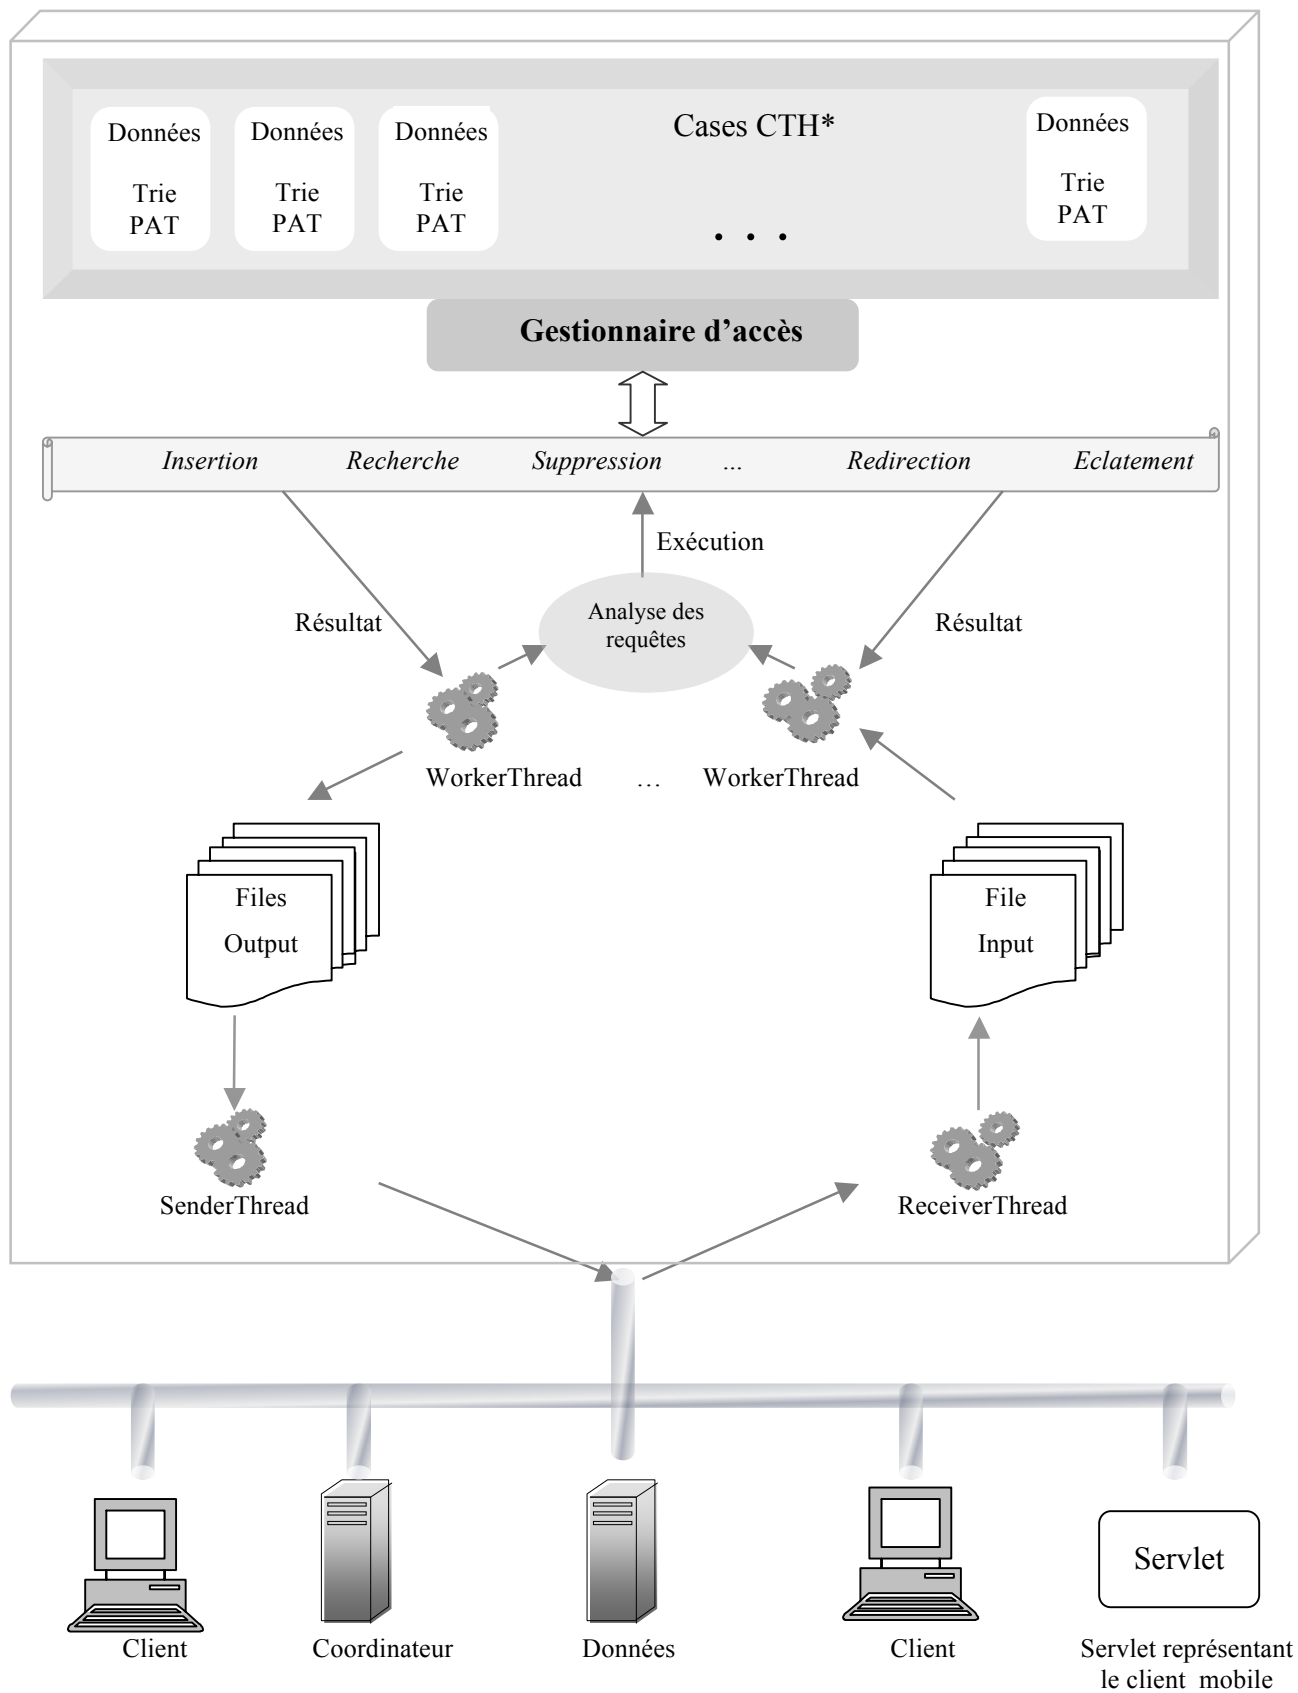 Données
Trie
PAT
Données
Trie
PAT
Données
Trie
PAT
Cases CTH*
. . .
Données
Trie
PAT
Gestionnaire d’accès
Insertion Recherche Suppression ... Redirection Eclatement
Exécution
Analyse des
requêtes
Résultat
Résultat
WorkerThread … WorkerThread
Files
Output
File
Input
SenderThread
ReceiverThread
Servlet
Client
Coordinateur
Données
Client
Servlet représentant
le client mobile